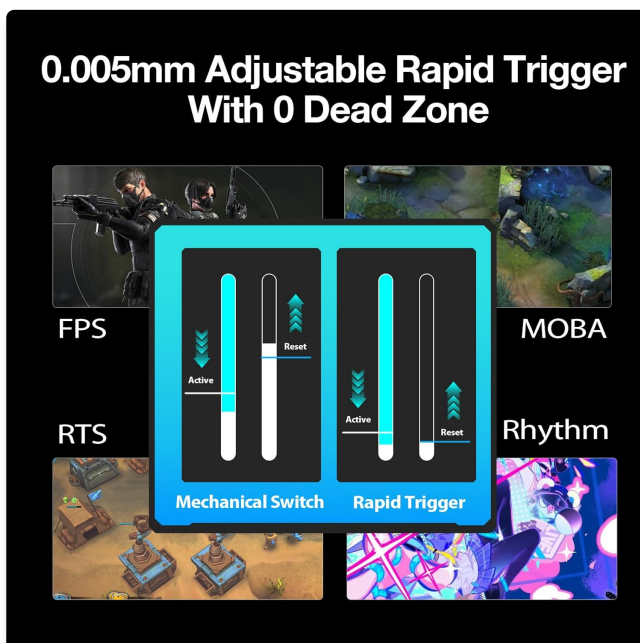 0.005mm Adjustable Rapid Trigger
With 0 Dead Zone
FPS
MOBA
RTS
Rhythm
Active
Reset
Active
Reset
Mechanical Switch
Rapid Trigger